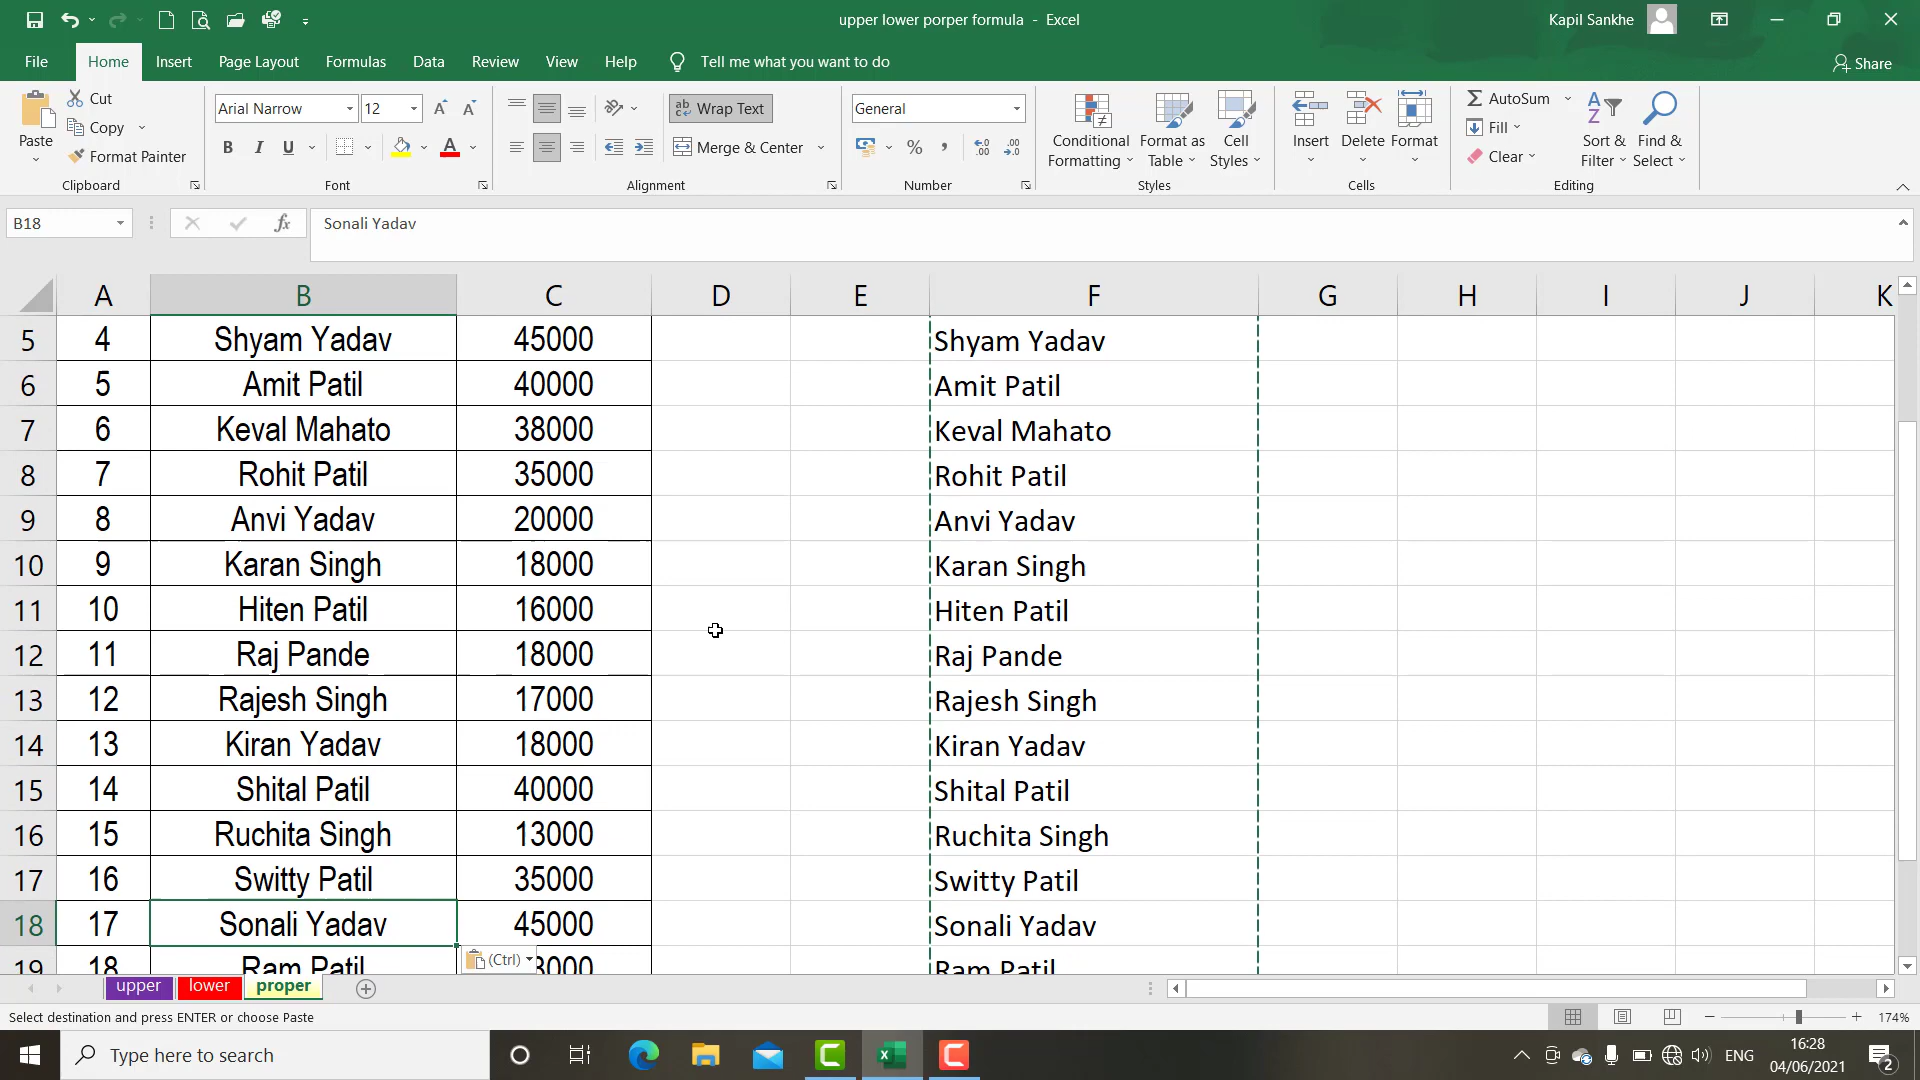 upper lower porper formula - Excel
Kapil Sankhe
File Home Insert Page Layout Formulas Data Review View Help Tell me what you want to do
Share
Paste
Cut
Copy
Format Painter
Clipboard
Arial Narrow 12
B I U A
Font
Wrap Text
Merge & Center
Alignment
General
% ,
Number
Conditional Formatting
Format as Table
Cell Styles
Styles
Insert Delete Format
Cells
AutoSum
Fill
Clear
Sort & Filter
Find & Select
Editing
B18 fx Sonali Yadav
A B C D E F G H I J K
5 4 Shyam Yadav 45000 Shyam Yadav
6 5 Amit Patil 40000 Amit Patil
7 6 Keval Mahato 38000 Keval Mahato
8 7 Rohit Patil 35000 Rohit Patil
9 8 Anvi Yadav 20000 Anvi Yadav
10 9 Karan Singh 18000 Karan Singh
11 10 Hiten Patil 16000 Hiten Patil
12 11 Raj Pande 18000 Raj Pande
13 12 Rajesh Singh 17000 Rajesh Singh
14 13 Kiran Yadav 18000 Kiran Yadav
15 14 Shital Patil 40000 Shital Patil
16 15 Ruchita Singh 13000 Ruchita Singh
17 16 Switty Patil 35000 Switty Patil
18 17 Sonali Yadav 45000 Sonali Yadav
19 18 Ram Patil Ram Patil
(Ctrl)
upper lower proper
Select destination and press ENTER or choose Paste
174%
Type here to search
ENG
16:28
04/06/2021
2